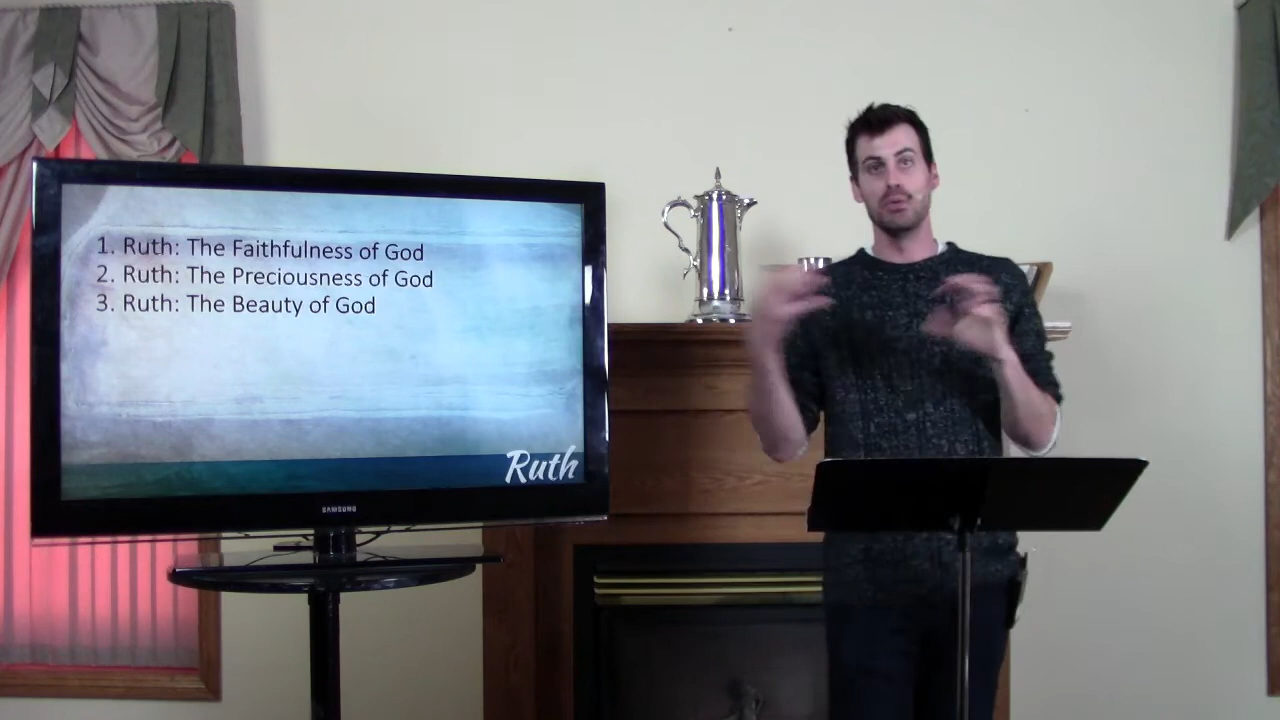 1. Ruth: The Faithfulness of God
2. Ruth: The Preciousness of God
3. Ruth: The Beauty of God
Ruth
SAMSUNG